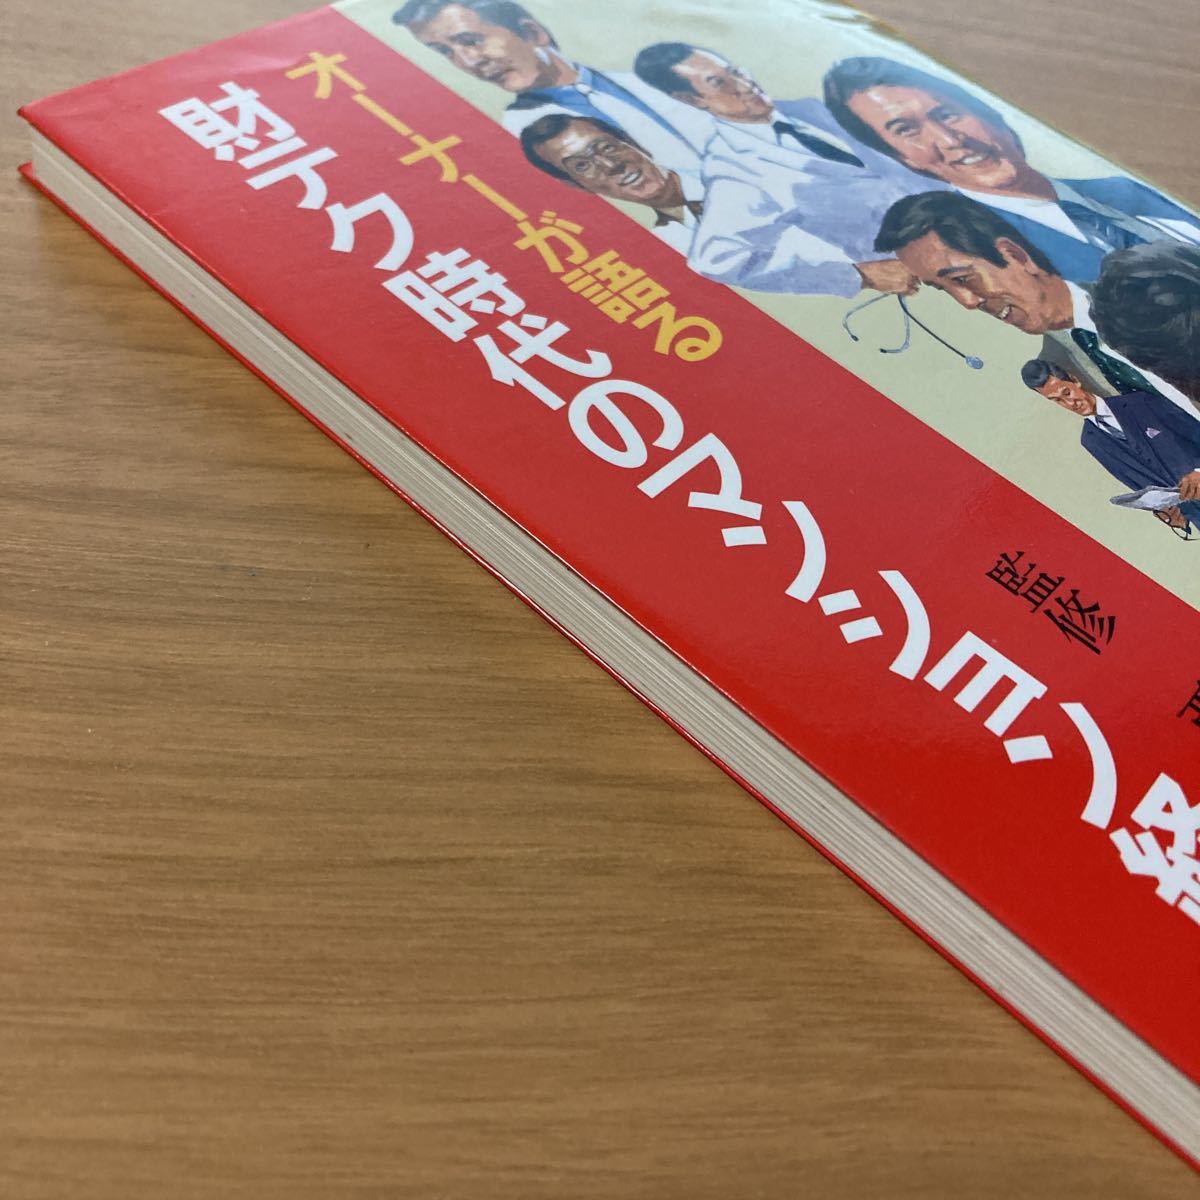 オーナーが語る
財テク時代のマンション経
監修